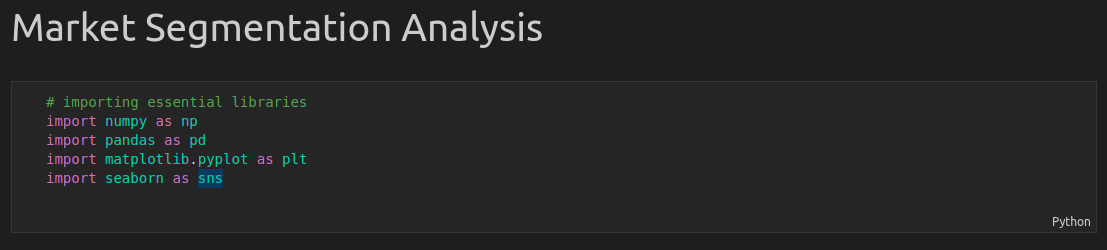 Market Segmentation Analysis
# importing essential libraries
import numpy as np
import pandas as pd
import matplotlib.pyplot as plt
import seaborn as sns
Python